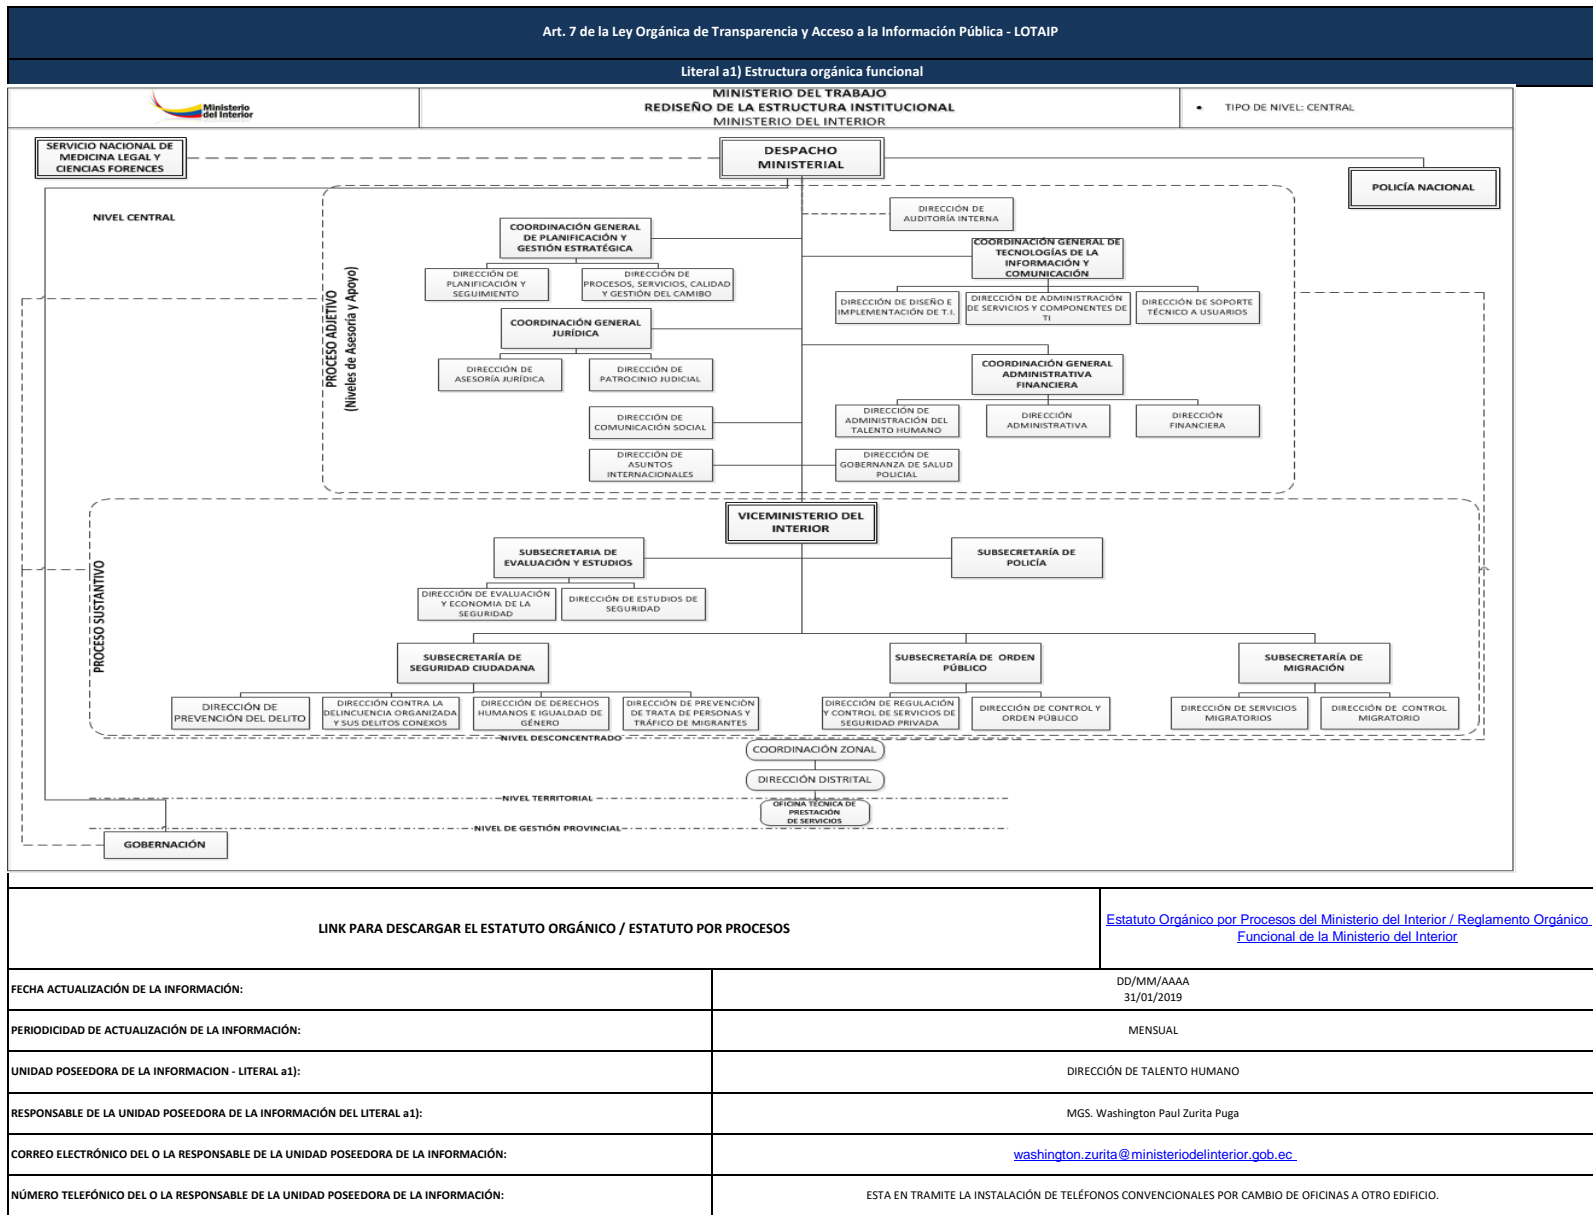 Art. 7 de la Ley Orgánica de Transparencia y Acceso a la Información Pública - LOTAIP
Literal a1) Estructura orgánica funcional
Ministerio
del Interior
MINISTERIO DEL TRABAJO
REDISEÑO DE LA ESTRUCTURA INSTITUCIONAL
MINISTERIO DEL INTERIOR
• TIPO DE NIVEL: CENTRAL
SERVICIO NACIONAL DE
MEDICINA LEGAL Y
CIENCIAS FORENCES
DESPACHO
MINISTERIAL
POLICÍA NACIONAL
NIVEL CENTRAL
PROCESO ADJETIVO
(Niveles de Asesoría y Apoyo)
DIRECCIÓN DE
AUDITORÍA INTERNA
COORDINACIÓN GENERAL
DE PLANIFICACIÓN Y
GESTIÓN ESTRATÉGICA
COORDINACIÓN GENERAL DE
TECNOLOGÍAS DE LA
INFORMACIÓN Y
COMUNICACIÓN
DIRECCIÓN DE
PLANIFICACIÓN Y
SEGUIMIENTO
DIRECCIÓN DE
PROCESOS, SERVICIOS, CALIDAD
Y GESTIÓN DEL CAMIBO
DIRECCIÓN DE DISEÑO E
IMPLEMENTACIÓN DE T.I.
DIRECCIÓN DE ADMINISTRACIÓN
DE SERVICIOS Y COMPONENTES DE
TI
DIRECCIÓN DE SOPORTE
TÉCNICO A USUARIOS
COORDINACIÓN GENERAL
JURÍDICA
DIRECCIÓN DE
ASESORÍA JURÍDICA
DIRECCIÓN DE
PATROCINIO JUDICIAL
COORDINACIÓN GENERAL
ADMINISTRATIVA
FINANCIERA
DIRECCIÓN DE
COMUNICACIÓN SOCIAL
DIRECCIÓN DE
ADMINISTRACIÓN DEL
TALENTO HUMANO
DIRECCIÓN
ADMINISTRATIVA
DIRECCIÓN
FINANCIERA
DIRECCIÓN DE
ASUNTOS
INTERNACIONALES
DIRECCIÓN DE
GOBERNANZA DE SALUD
POLICIAL
PROCESO SUSTANTIVO
VICEMINISTERIO DEL
INTERIOR
SUBSECRETARIA DE
EVALUACIÓN Y ESTUDIOS
SUBSECRETARÍA DE
POLICÍA
DIRECCIÓN DE EVALUACIÓN
Y ECONOMIA DE LA
SEGURIDAD
DIRECCIÓN DE ESTUDIOS DE
SEGURIDAD
SUBSECRETARÍA DE
SEGURIDAD CIUDADANA
SUBSECRETARÍA DE ORDEN
PÚBLICO
SUBSECRETARÍA DE
MIGRACIÓN
DIRECCIÓN DE
PREVENCIÓN DEL DELITO
DIRECCIÓN CONTRA LA
DELINCUENCIA ORGANIZADA
Y SUS DELITOS CONEXOS
DIRECCIÓN DE DERECHOS
HUMANOS E IGUALDAD DE
GÉNERO
DIRECCIÓN DE PREVENCIÒN
DE TRATA DE PERSONAS Y
TRÁFICO DE MIGRANTES
DIRECCIÓN DE REGULACIÓN
Y CONTROL DE SERVICIOS DE
SEGURIDAD PRIVADA
DIRECCIÓN DE CONTROL Y
ORDEN PÚBLICO
DIRECCIÓN DE SERVICIOS
MIGRATORIOS
DIRECCIÓN DE CONTROL
MIGRATORIO
NIVEL DESCONCENTRADO
COORDINACIÓN ZONAL
DIRECCIÓN DISTRITAL
NIVEL TERRITORIAL
OFICINA TÉCNICA DE
PRESTACIÓN
DE SERVICIOS
NIVEL DE GESTIÓN PROVINCIAL
GOBERNACIÓN
LINK PARA DESCARGAR EL ESTATUTO ORGÁNICO / ESTATUTO POR PROCESOS
Estatuto Orgánico por Procesos del Ministerio del Interior / Reglamento Orgánico
Funcional de la Ministerio del Interior
FECHA ACTUALIZACIÓN DE LA INFORMACIÓN:
DD/MM/AAAA
31/01/2019
PERIODICIDAD DE ACTUALIZACIÓN DE LA INFORMACIÓN:
MENSUAL
UNIDAD POSEEDORA DE LA INFORMACION - LITERAL a1):
DIRECCIÓN DE TALENTO HUMANO
RESPONSABLE DE LA UNIDAD POSEEDORA DE LA INFORMACIÓN DEL LITERAL a1):
MGS. Washington Paul Zurita Puga
CORREO ELECTRÓNICO DEL O LA RESPONSABLE DE LA UNIDAD POSEEDORA DE LA INFORMACIÓN:
washington.zurita@ministeriodelinterior.gob.ec
NÚMERO TELEFÓNICO DEL O LA RESPONSABLE DE LA UNIDAD POSEEDORA DE LA INFORMACIÓN:
ESTA EN TRAMITE LA INSTALACIÓN DE TELÉFONOS CONVENCIONALES POR CAMBIO DE OFICINAS A OTRO EDIFICIO.